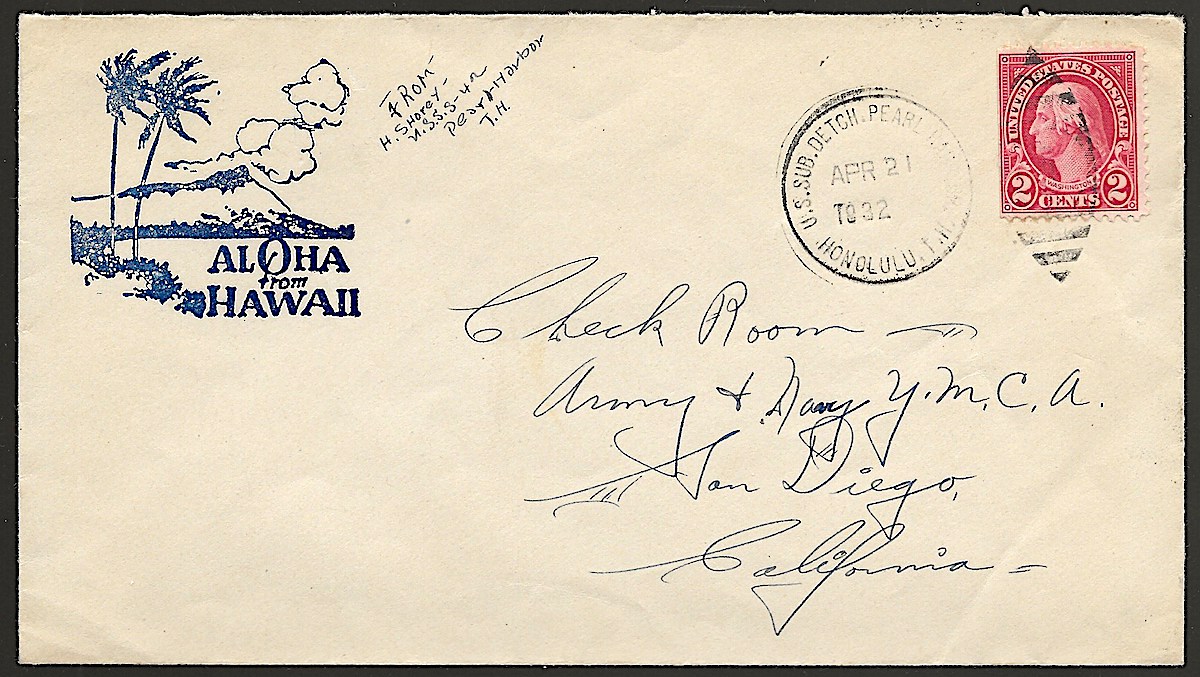 ALOHA
from
HAWAII
FROM-
H. Shorey-
U.S.S. S-42
Pearl Harbor
T.H.
U.S. SUB. DETCH. PEARL
APR 21
1932
HONOLULU, T.H.
UNITED STATES POSTAGE
WASHINGTON
2 CENTS 2
Check Room
Army & Navy Y.M.C.A.
San Diego,
California -